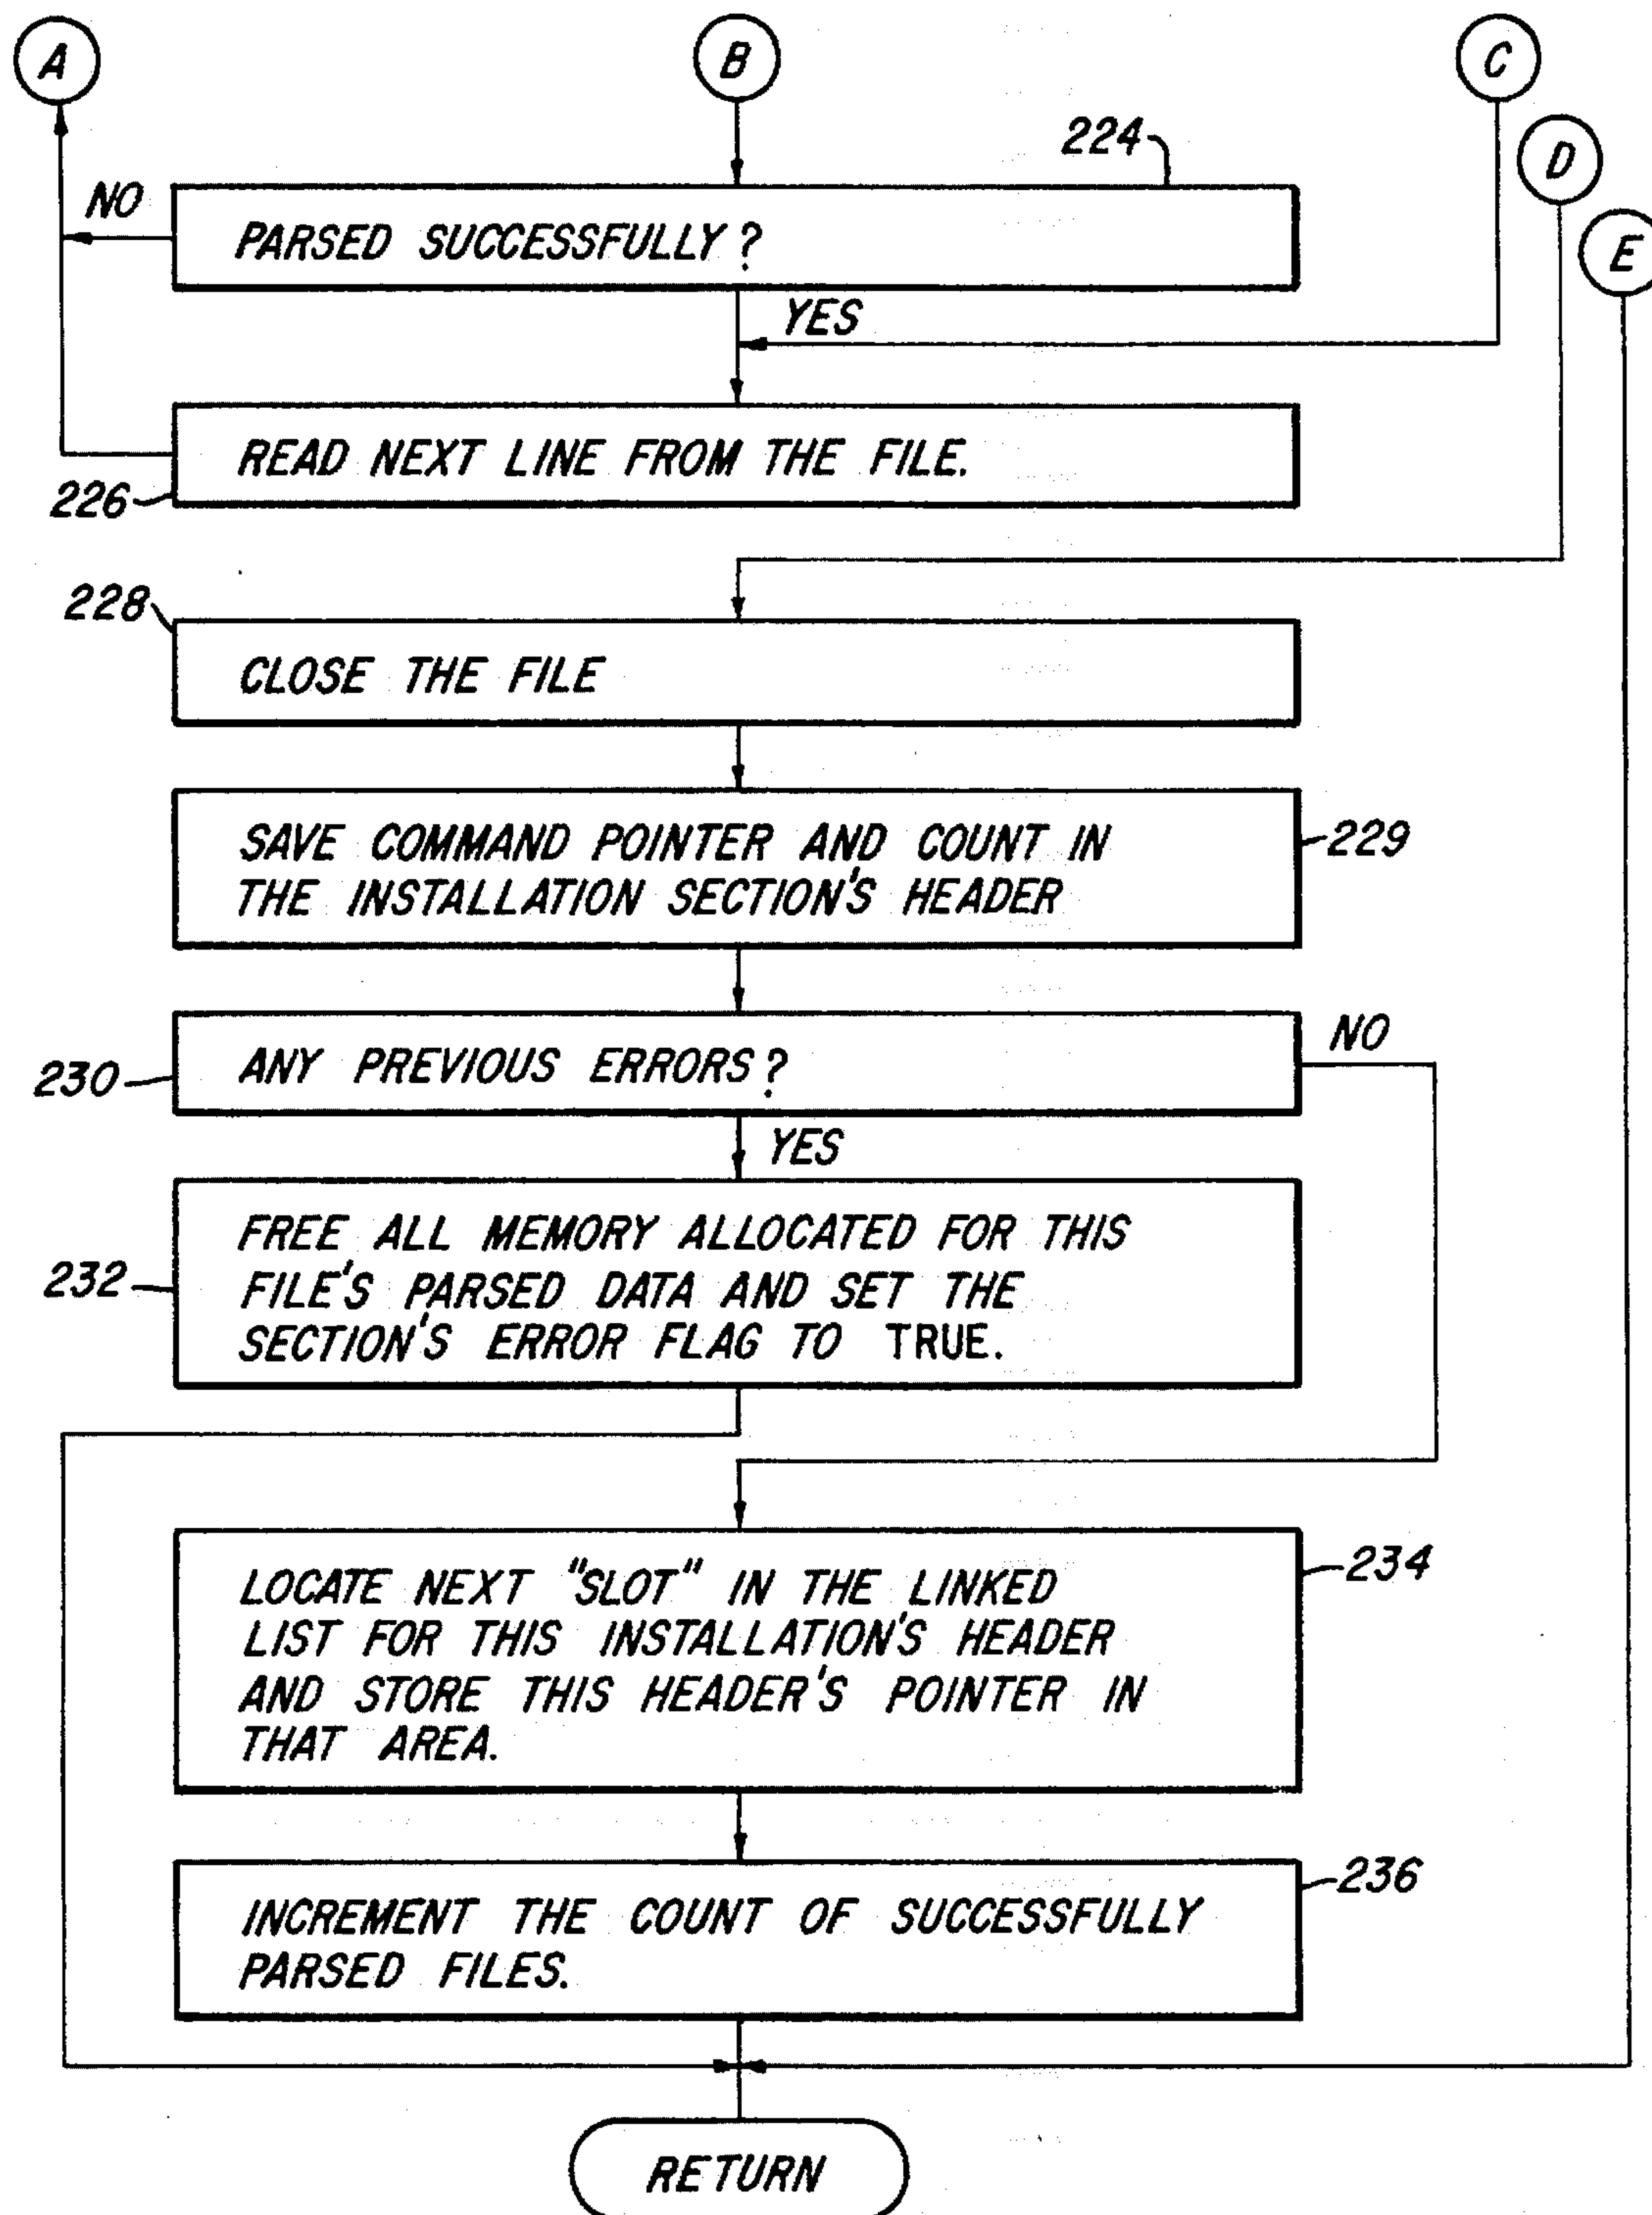 A
B
C
D
E
224
NO
PARSED SUCCESSFULLY?
YES
READ NEXT LINE FROM THE FILE.
226
228
CLOSE THE FILE
SAVE COMMAND POINTER AND COUNT IN
THE INSTALLATION SECTION'S HEADER
229
NO
ANY PREVIOUS ERRORS?
230
YES
FREE ALL MEMORY ALLOCATED FOR THIS
FILE'S PARSED DATA AND SET THE
SECTION'S ERROR FLAG TO TRUE.
232
LOCATE NEXT "SLOT" IN THE LINKED
LIST FOR THIS INSTALLATION'S HEADER
AND STORE THIS HEADER'S POINTER IN
THAT AREA.
234
INCREMENT THE COUNT OF SUCCESSFULLY
PARSED FILES.
236
RETURN